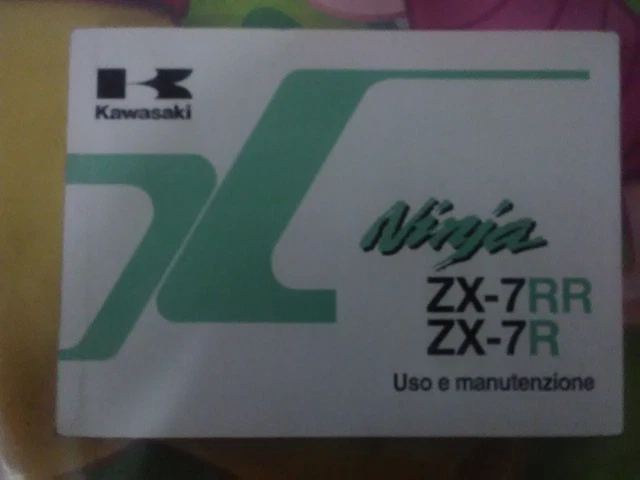 Kawasaki
Ninja
ZX-7RR
ZX-7R
Uso e manutenzione